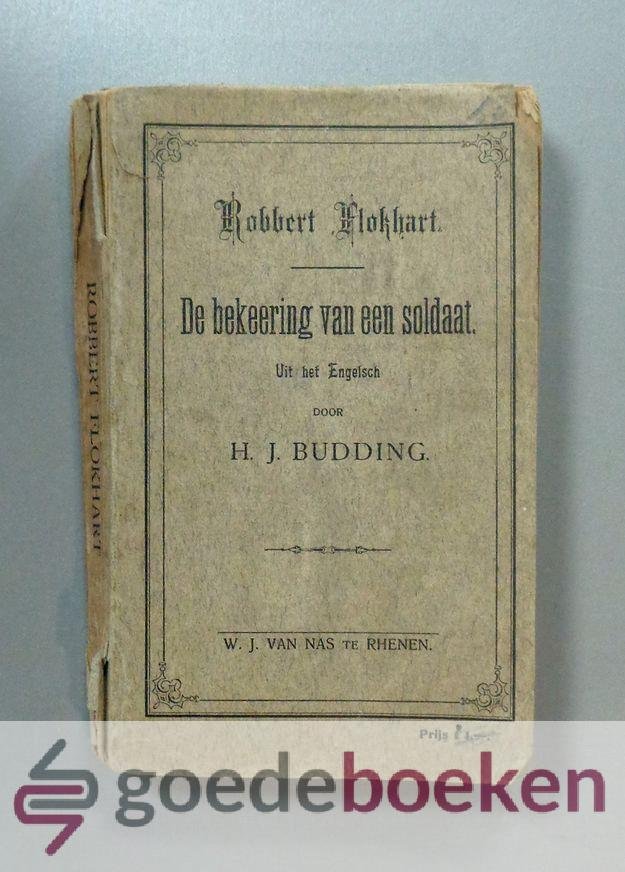 Robbert Flokhart.
De bekeering van een soldaat.
Uit het Engelsch
DOOR
H. J. BUDDING.
W. J. VAN NAS TE RHENEN.
Prijs
ROBBERT FLOKHART
goedeboeken